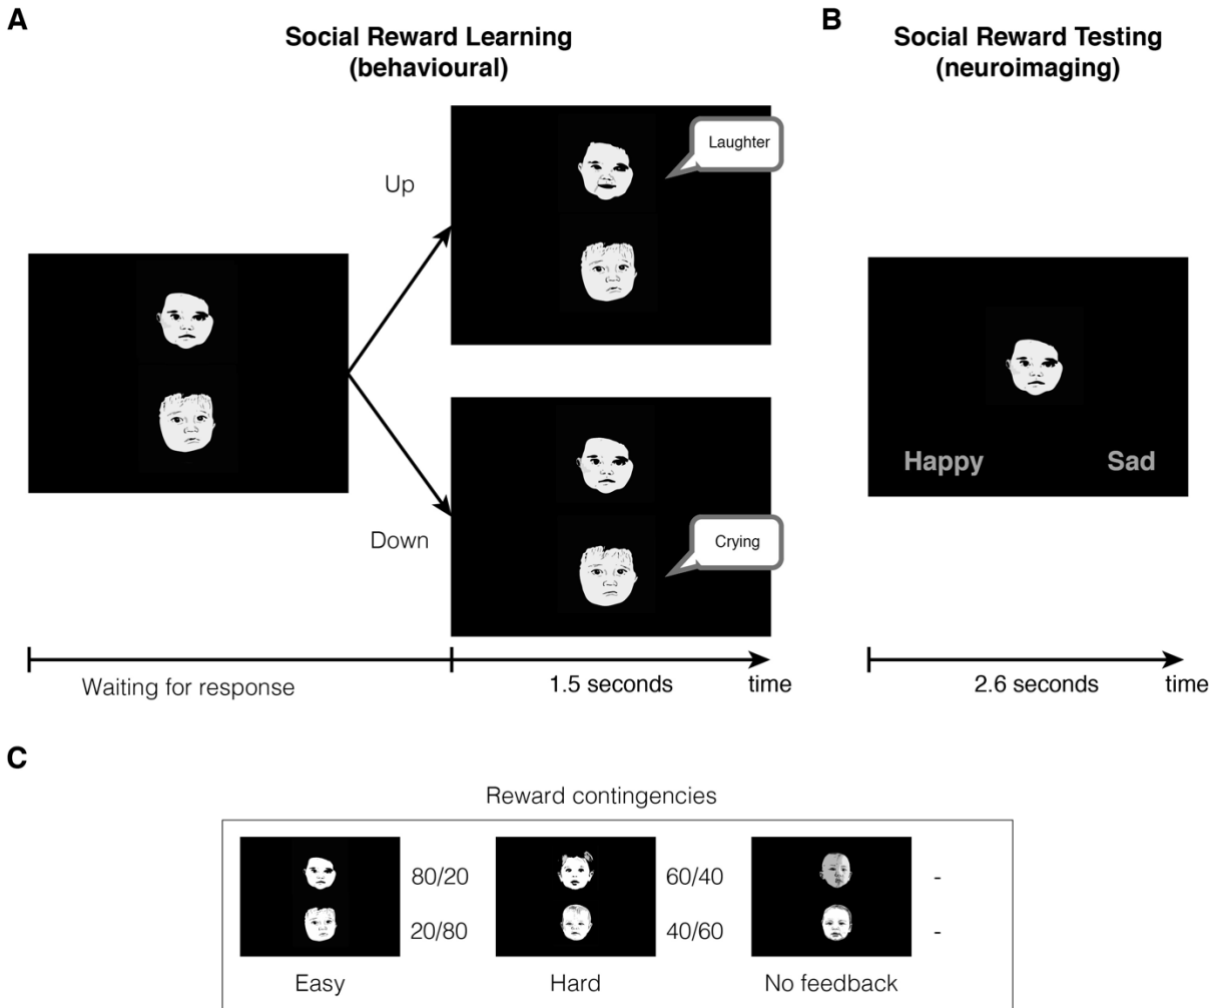 A
Social Reward Learning
(behavioural)
Up
Laughter
Down
Crying
Waiting for response
1.5 seconds
time
B
Social Reward Testing
(neuroimaging)
Happy
Sad
2.6 seconds
time
C
Reward contingencies
80/20
60/40
-
20/80
40/60
-
Easy
Hard
No feedback